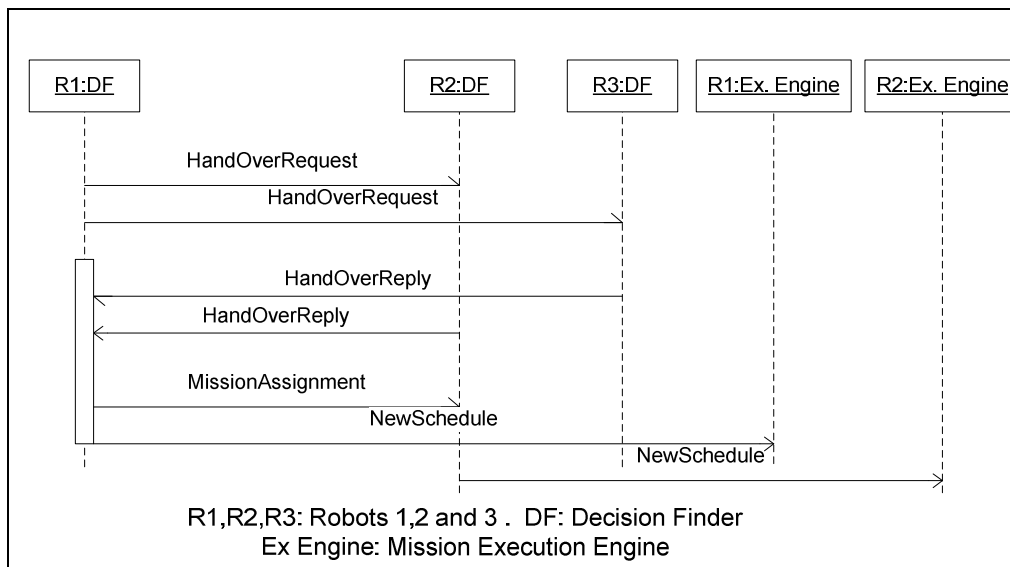 R1:DF
R2:DF
R3:DF
R1:Ex. Engine
R2:Ex. Engine
HandOverRequest
HandOverRequest
HandOverReply
HandOverReply
MissionAssignment
NewSchedule
NewSchedule
R1,R2,R3: Robots 1,2 and 3 . DF: Decision Finder
Ex Engine: Mission Execution Engine